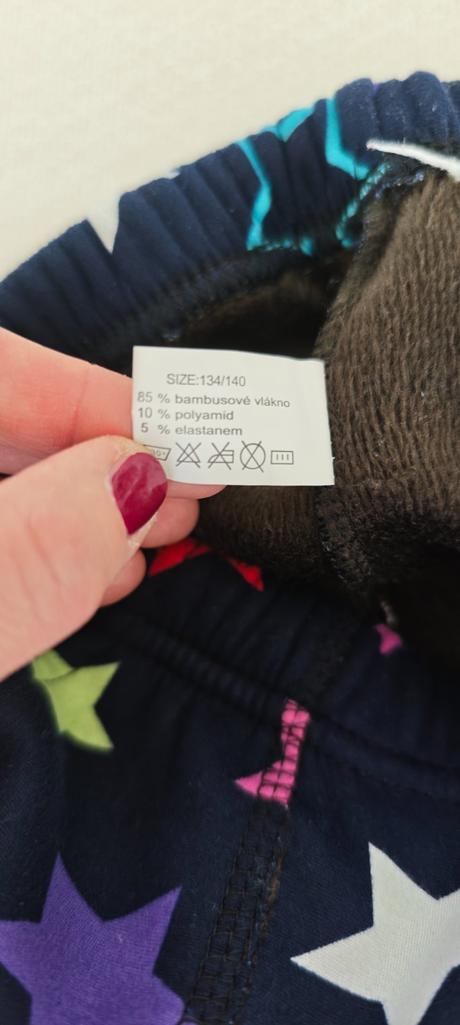 SIZE:134/140
85 % bambusové vlákno
10 % polyamid
5 % elastanem